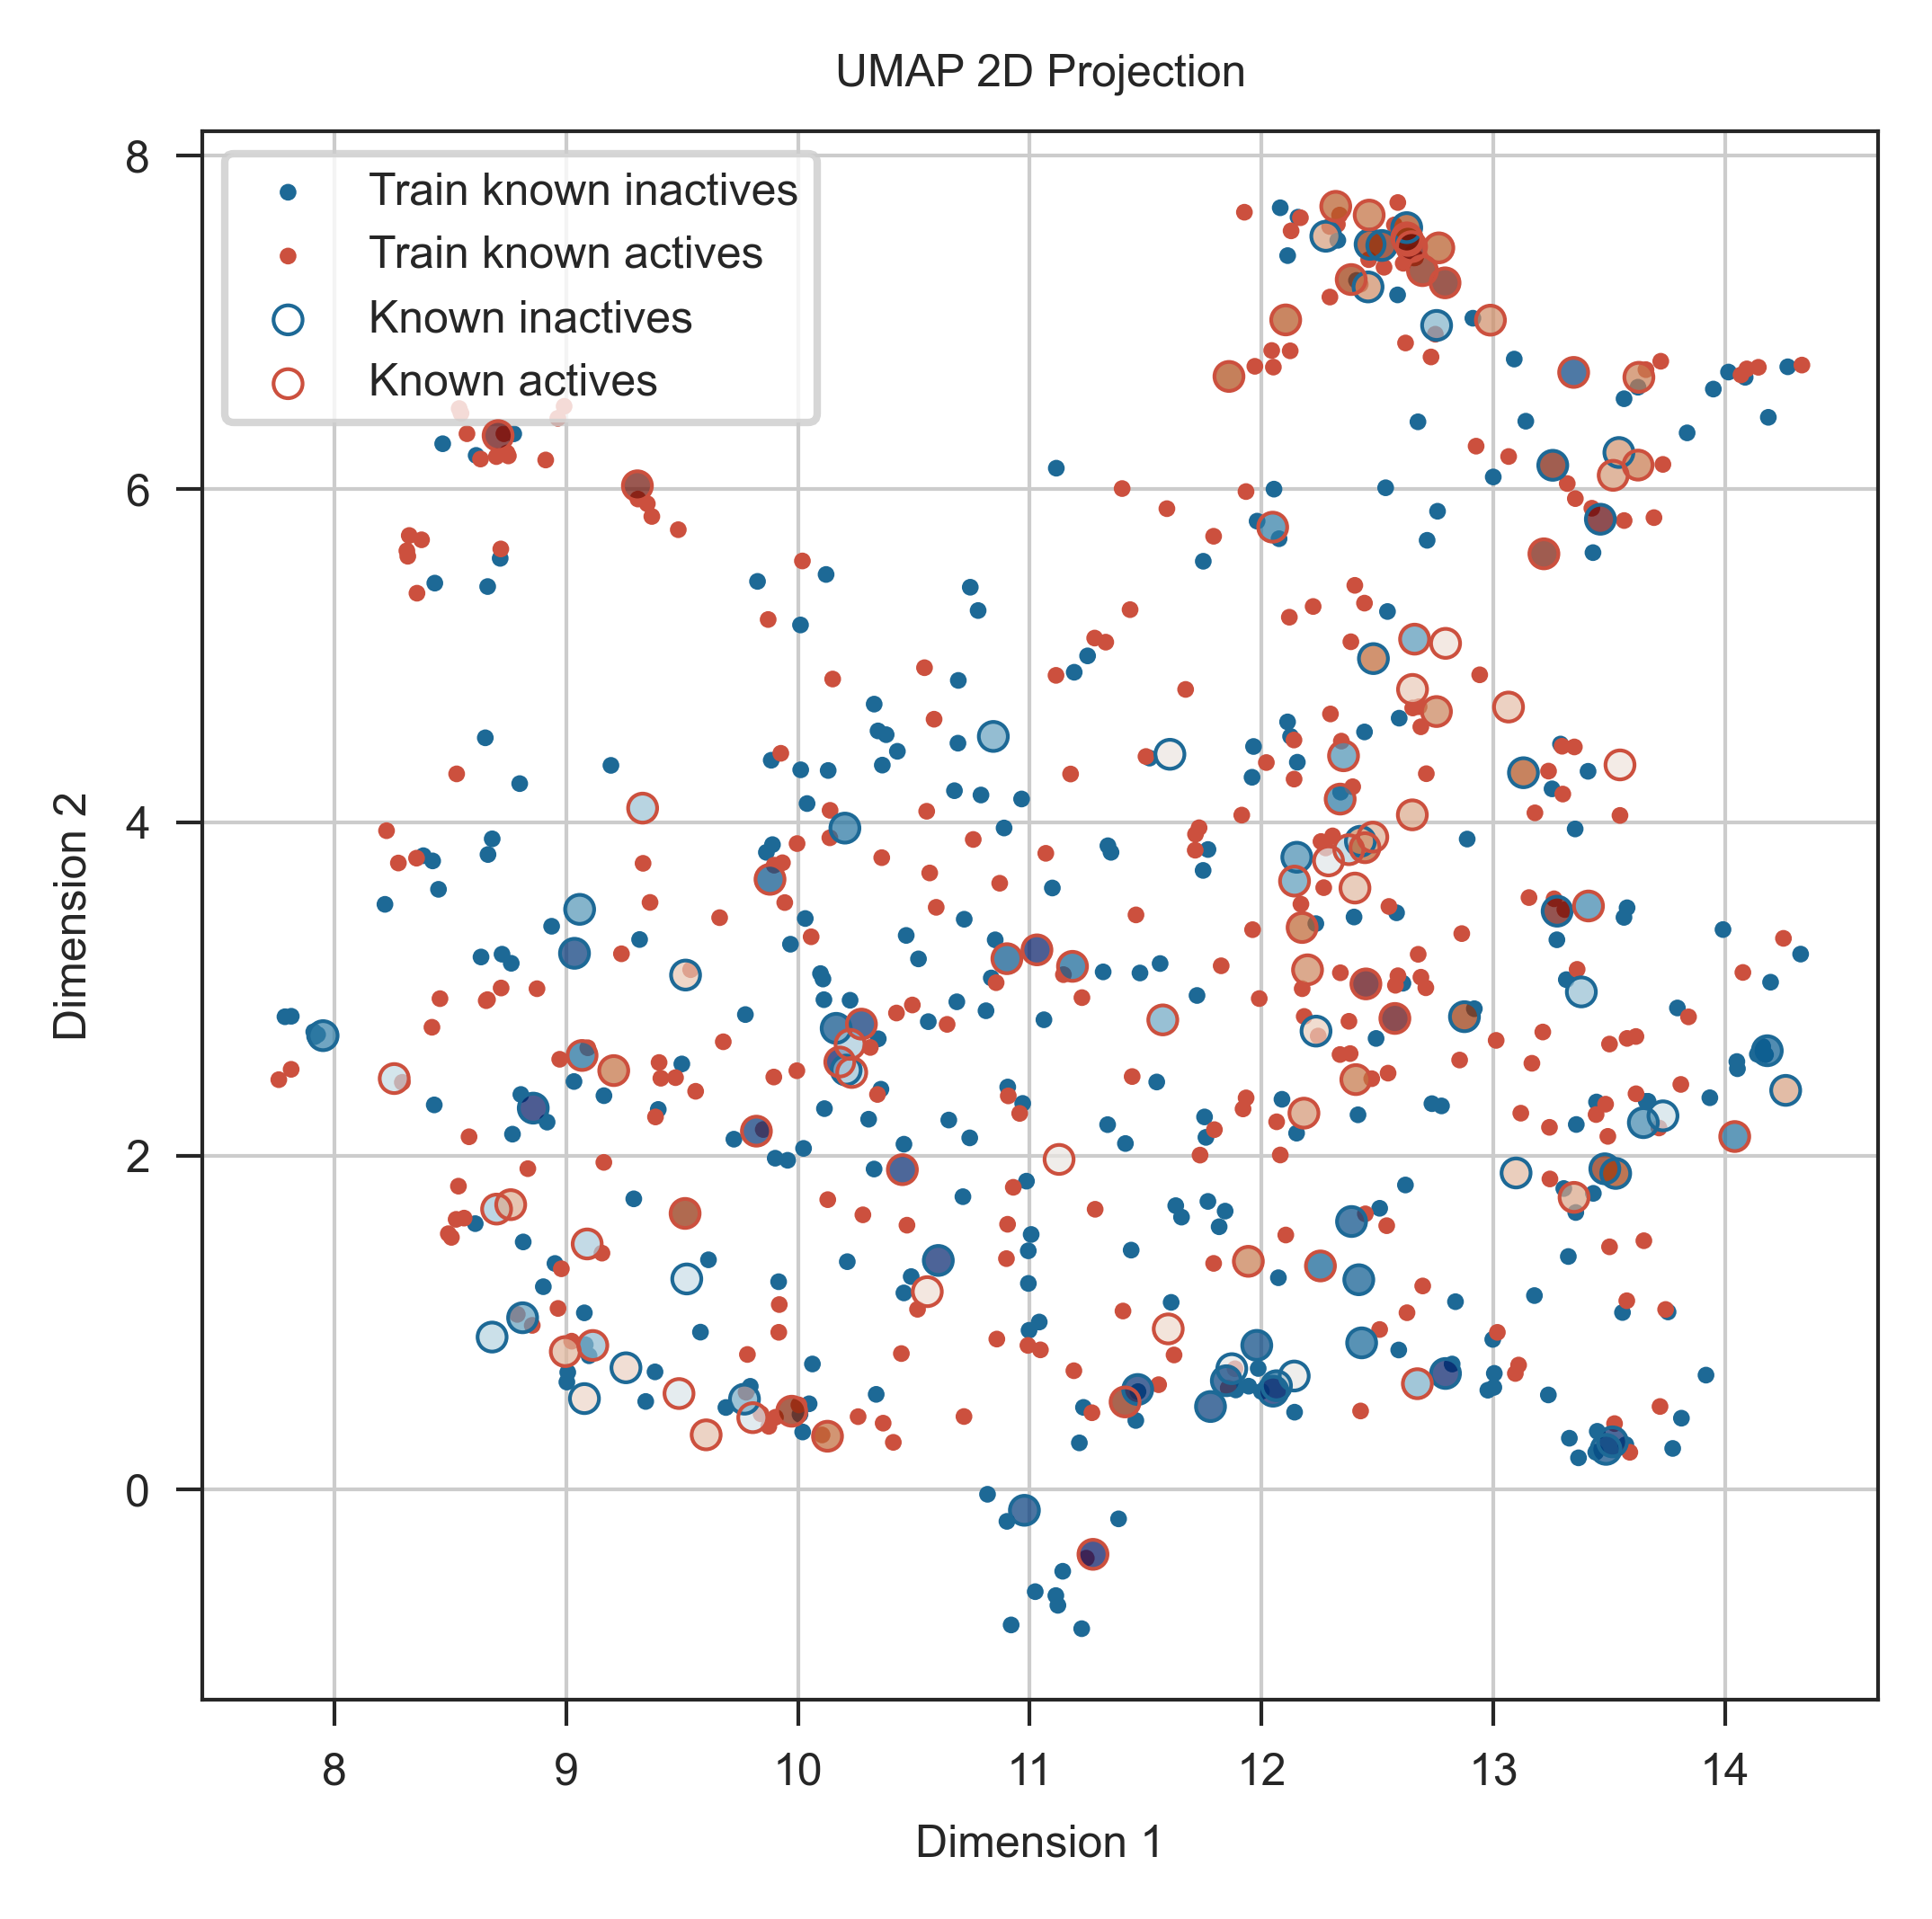 UMAP 2D Projection
Train known inactives
Train known actives
Known inactives
Known actives
8
6
4
2
0
Dimension 2
8 9 10 11 12 13 14
Dimension 1